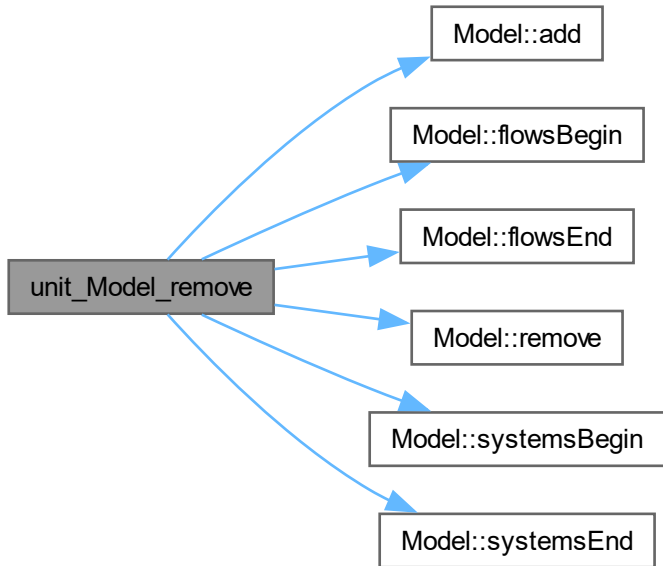 Model::add
Model::flowsBegin
Model::flowsEnd
unit_Model_remove
Model::remove
Model::systemsBegin
Model::systemsEnd